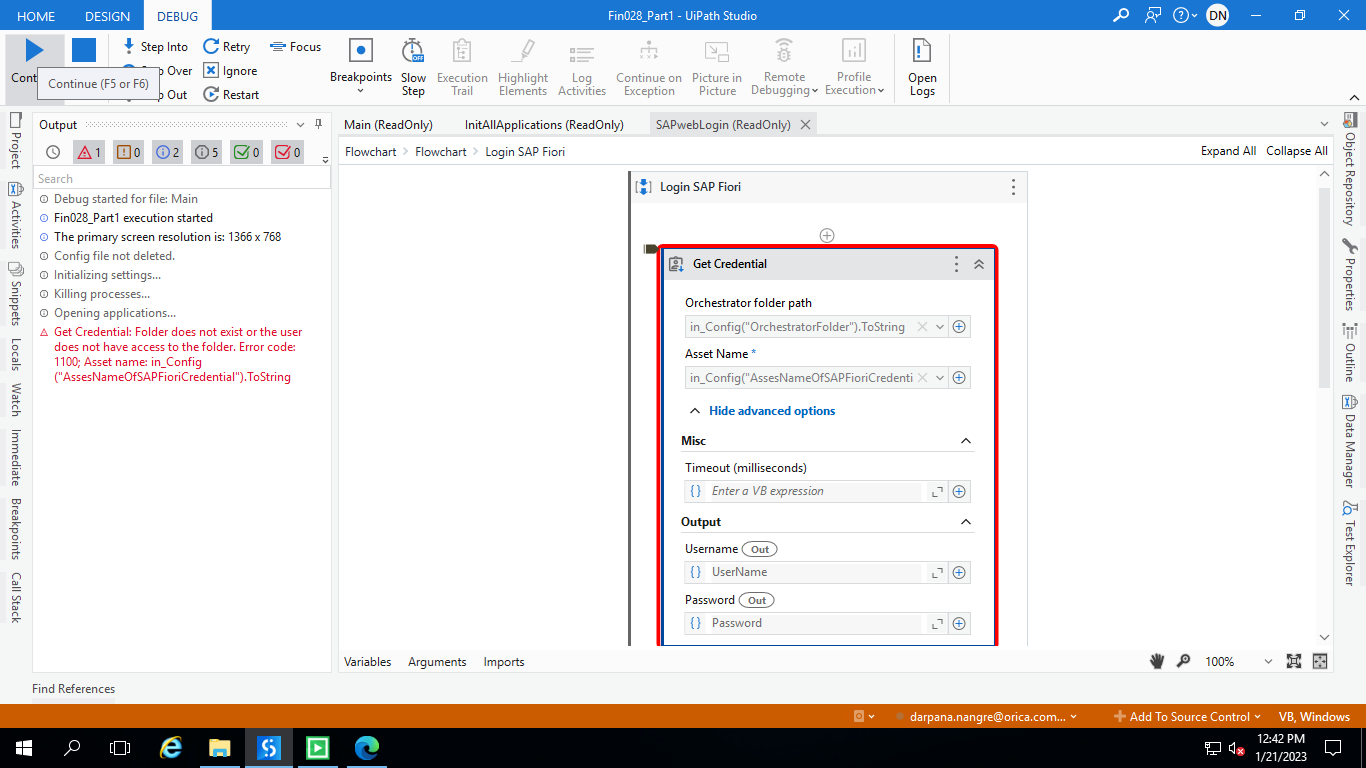 HOME DESIGN DEBUG Fin028_Part1 - UiPath Studio DN
Step Into Retry Focus
Ignore
Over
Out Restart
Cont
Continue (F5 or F6)
Breakpoints
Slow
Step
Execution
Trail
Highlight
Elements
Log
Activities
Continue on
Exception
Picture in
Picture
Remote
Debugging
Profile
Execution
Open
Logs
Output
Main (ReadOnly) InitAllApplications (ReadOnly) SAPwebLogin (ReadOnly)
1 0 2 5 0 0
Flowchart Flowchart Login SAP Fiori Expand All Collapse All
Search
Debug started for file: Main
Fin028_Part1 execution started
The primary screen resolution is: 1366 x 768
Config file not deleted.
Initializing settings...
Killing processes...
Opening applications...
Get Credential: Folder does not exist or the user
does not have access to the folder. Error code:
1100; Asset name: in_Config
("AssesNameOfSAPFioriCredential").ToString
Project
Activities
Snippets
Locals
Watch
Immediate
Breakpoints
Call Stack
Login SAP Fiori
Get Credential
Orchestrator folder path
in_Config("OrchestratorFolder").ToString
Asset Name *
in_Config("AssesNameOfSAPFioriCredenti
Hide advanced options
Misc
Timeout (milliseconds)
{} Enter a VB expression
Output
Username Out
{} UserName
Password Out
{} Password
Object Repository
Properties
Outline
Data Manager
Test Explorer
Variables Arguments Imports 100%
Find References
darpana.nangre@orica.com... Add To Source Control VB, Windows
12:42 PM
1/21/2023